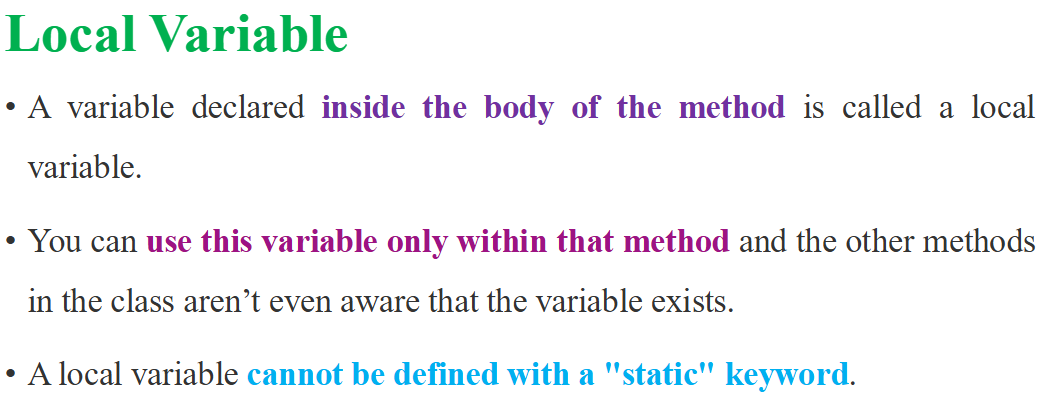 Local Variable
• A variable declared inside the body of the method is called a local
variable.
• You can use this variable only within that method and the other methods
in the class aren’t even aware that the variable exists.
• A local variable cannot be defined with a "static" keyword.